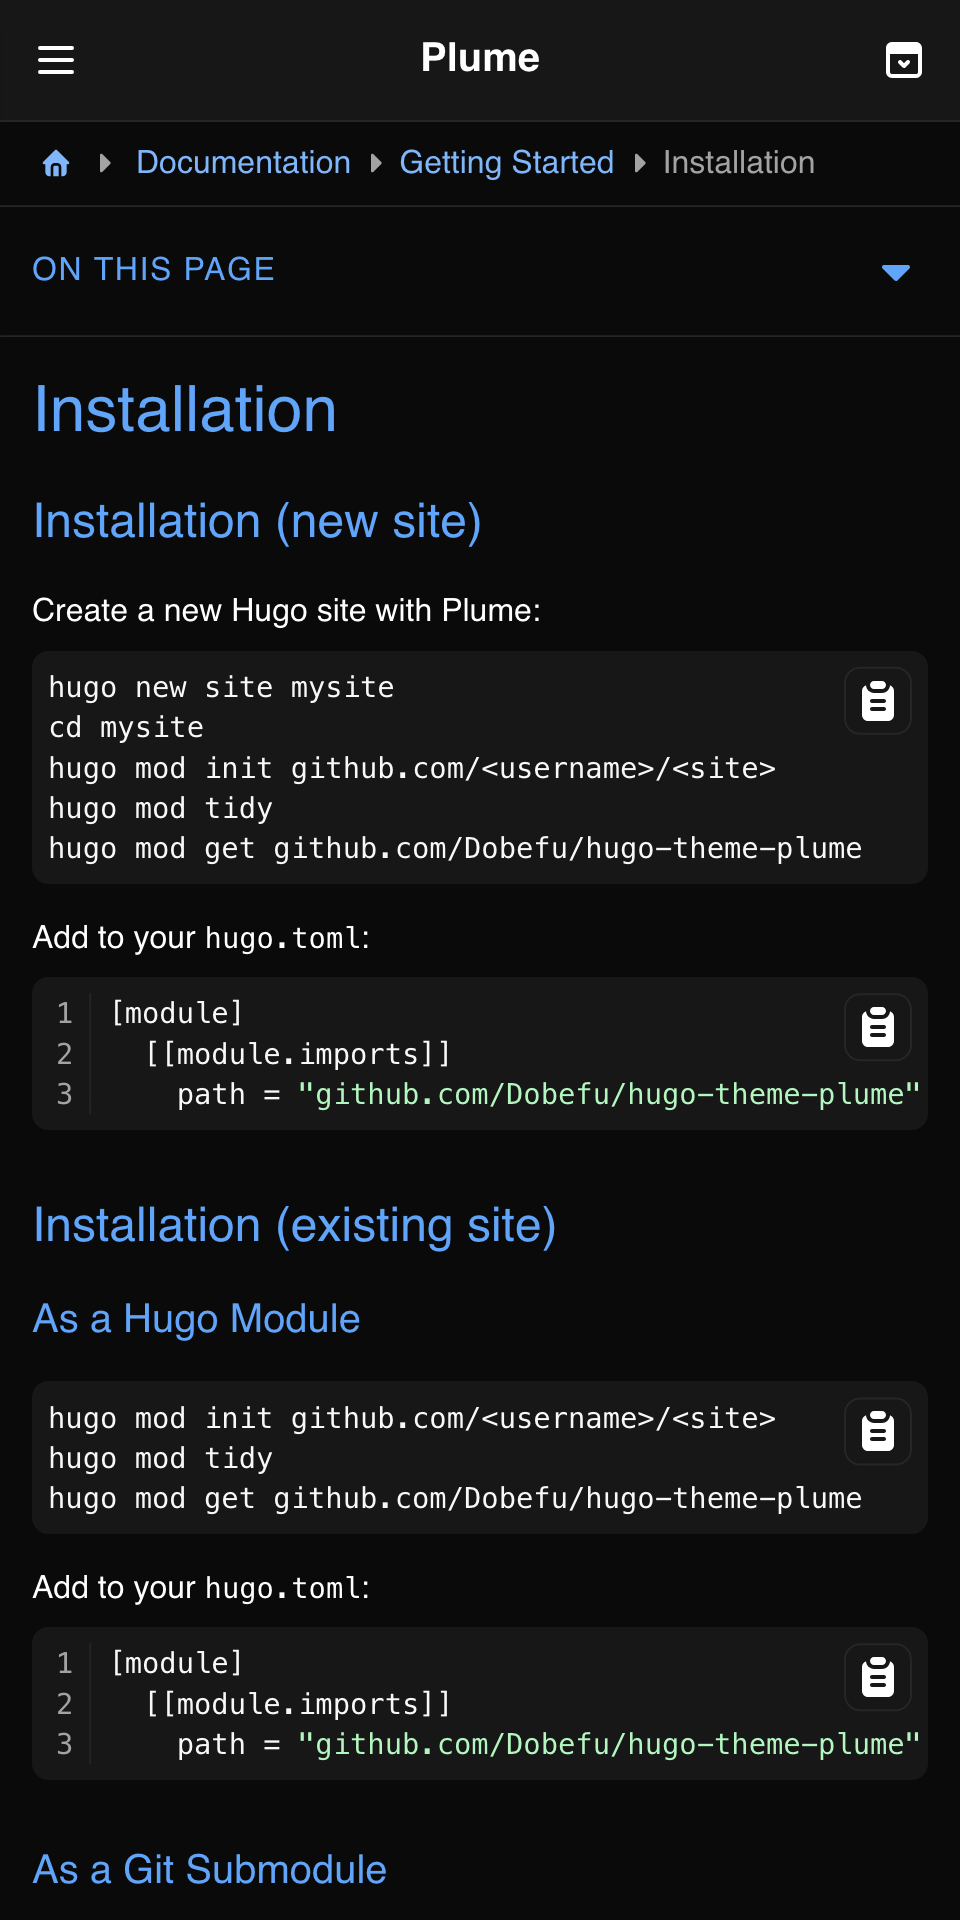 Plume
Documentation Getting Started Installation
ON THIS PAGE
Installation
Installation (new site)
Create a new Hugo site with Plume:
hugo new site mysite
cd mysite
hugo mod init github.com/<username>/<site>
hugo mod tidy
hugo mod get github.com/Dobefu/hugo-theme-plume
Add to your hugo.toml:
1 [module]
2   [[module.imports]]
3     path = "github.com/Dobefu/hugo-theme-plume"
Installation (existing site)
As a Hugo Module
hugo mod init github.com/<username>/<site>
hugo mod tidy
hugo mod get github.com/Dobefu/hugo-theme-plume
Add to your hugo.toml:
1 [module]
2   [[module.imports]]
3     path = "github.com/Dobefu/hugo-theme-plume"
As a Git Submodule